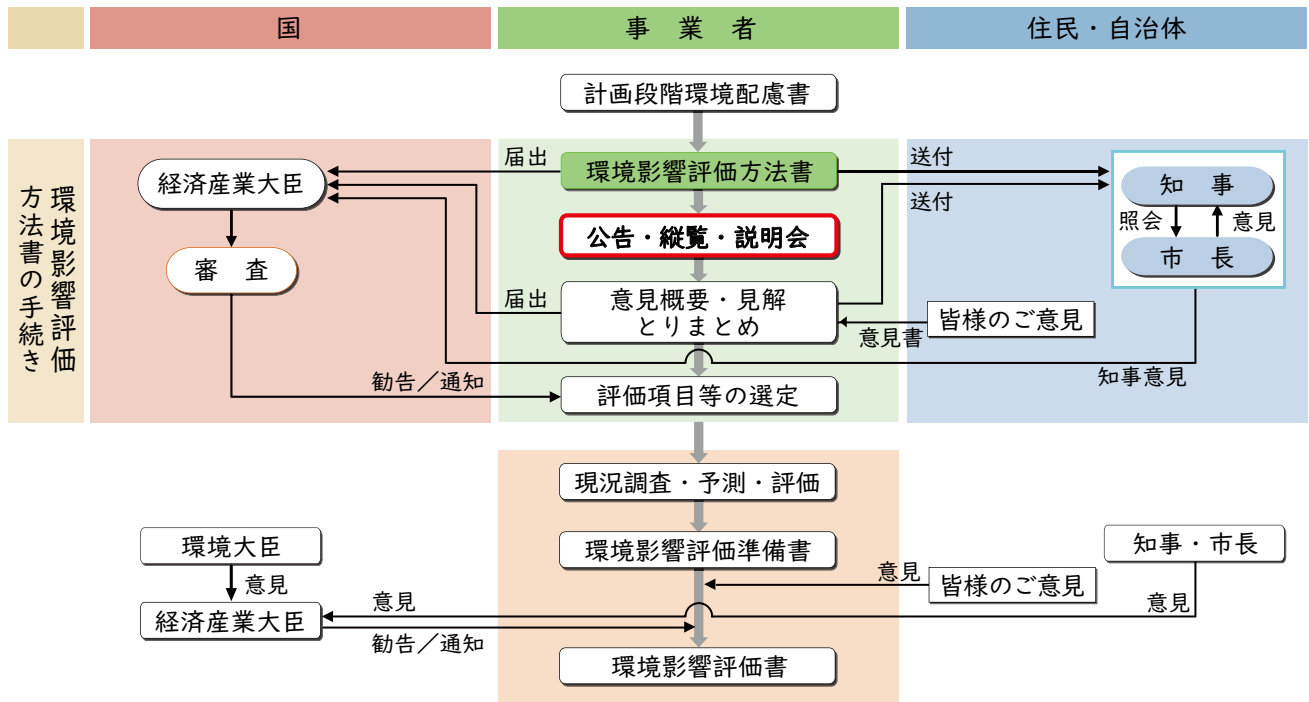 国
事　業　者
住民・自治体
計画段階環境配慮書
環境影響評価
方法書の手続き
届出
環境影響評価方法書
送付
経済産業大臣
知　事
送付
照会
意見
公告・縦覧・説明会
市　長
審　査
届出
意見概要・見解
とりまとめ
皆様のご意見
意見書
勧告／通知
知事意見
評価項目等の選定
現況調査・予測・評価
環境大臣
環境影響評価準備書
知事・市長
意見
意見
皆様のご意見
意見
意見
経済産業大臣
勧告／通知
環境影響評価書